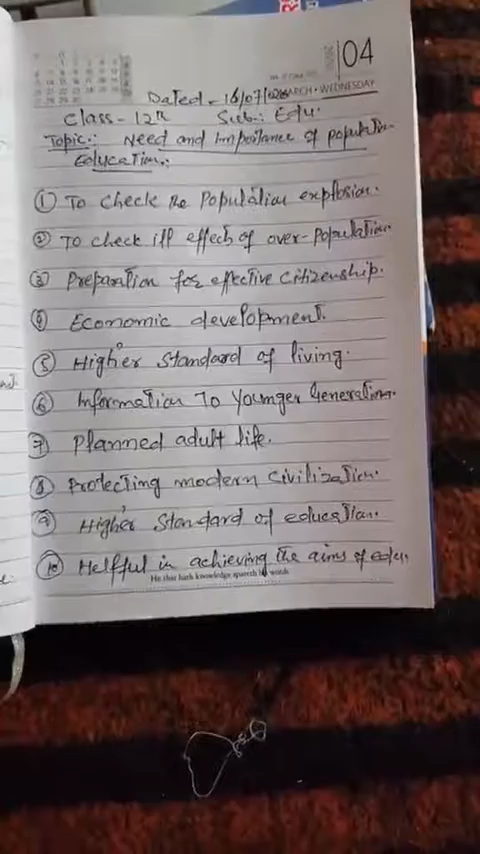 04
MARCH • WEDNESDAY
Dated - 16/07/
Class - 12th Sub: Edu.
Topic: Need and Importance of population
Education:
① To check the Population explosion.
② To check ill effect of over-population
③ Preparation for effective citizenship.
④ Economic development.
⑤ Higher Standard of living.
⑥ Information To Younger Generation.
⑦ Planned adult life.
⑧ Protecting modern civilization.
⑨ Higher Standard of education.
⑩ Helfful in achieving the aims of edu.
He that hath knowledge spareth his words